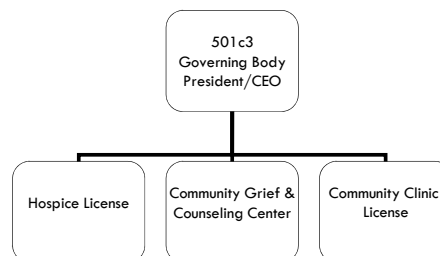 501c3
Governing Body
President/CEO
Hospice License
Community Grief &
Counseling Center
Community Clinic
License